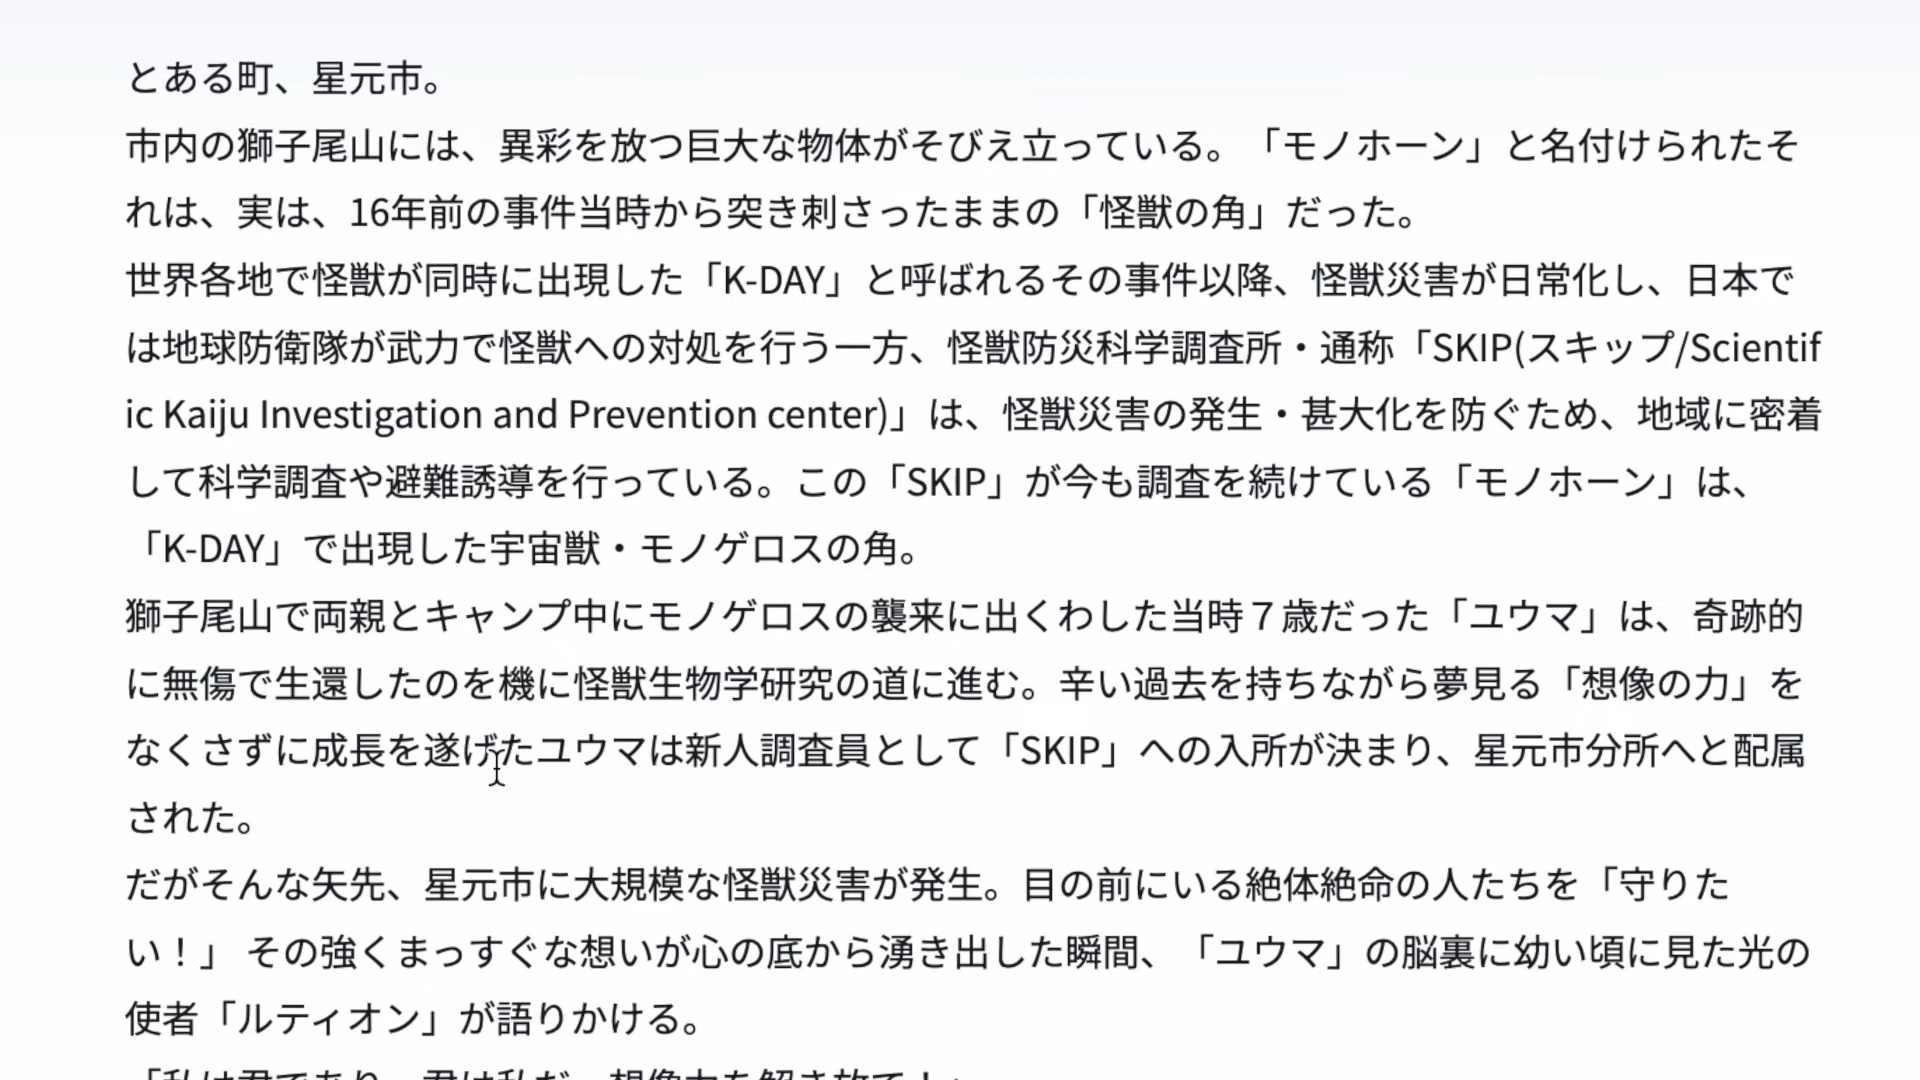 とある町、星元市。
市内の獅子尾山には、異彩を放つ巨大な物体がそびえ立っている。「モノホーン」と名付けられたそ
れは、実は、16年前の事件当時から突き刺さったままの「怪獣の角」だった。
世界各地で怪獣が同時に出現した「K-DAY」と呼ばれるその事件以降、怪獣災害が日常化し、日本で
は地球防衛隊が武力で怪獣への対処を行う一方、怪獣防災科学調査所・通称「SKIP(スキップ/Scientif
ic Kaiju Investigation and Prevention center)」は、怪獣災害の発生・甚大化を防ぐため、地域に密着
して科学調査や避難誘導を行っている。この「SKIP」が今も調査を続けている「モノホーン」は、
「K-DAY」で出現した宇宙獣・モノゲロスの角。
獅子尾山で両親とキャンプ中にモノゲロスの襲来に出くわした当時７歳だった「ユウマ」は、奇跡的
に無傷で生還したのを機に怪獣生物学研究の道に進む。辛い過去を持ちながら夢見る「想像の力」を
なくさずに成長を遂げたユウマは新人調査員として「SKIP」への入所が決まり、星元市分所へと配属
された。
だがそんな矢先、星元市に大規模な怪獣災害が発生。目の前にいる絶体絶命の人たちを「守りた
い！」 その強くまっすぐな想いが心の底から湧き出した瞬間、「ユウマ」の脳裏に幼い頃に見た光の
使者「ルティオン」が語りかける。
「私は君であり、君は私だ。想像力を解き放て！」